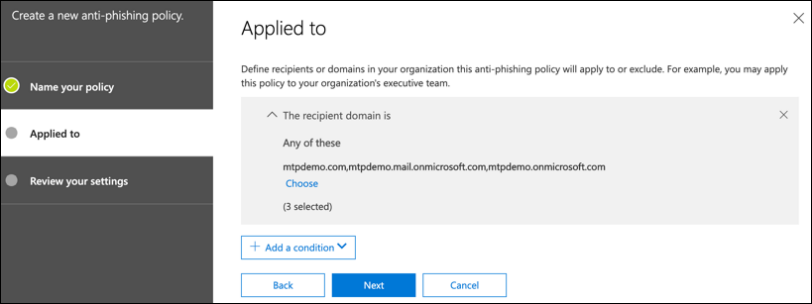 Create a new anti-phishing policy.
Name your policy
Applied to
Review your settings
Applied to
Define recipients or domains in your organization this anti-phishing policy will apply to or exclude. For example, you may apply
this policy to your organization's executive team.
The recipient domain is
Any of these
mtpdemo.com,mtpdemo.mail.onmicrosoft.com,mtpdemo.onmicrosoft.com
Choose
(3 selected)
Add a condition
Back
Next
Cancel